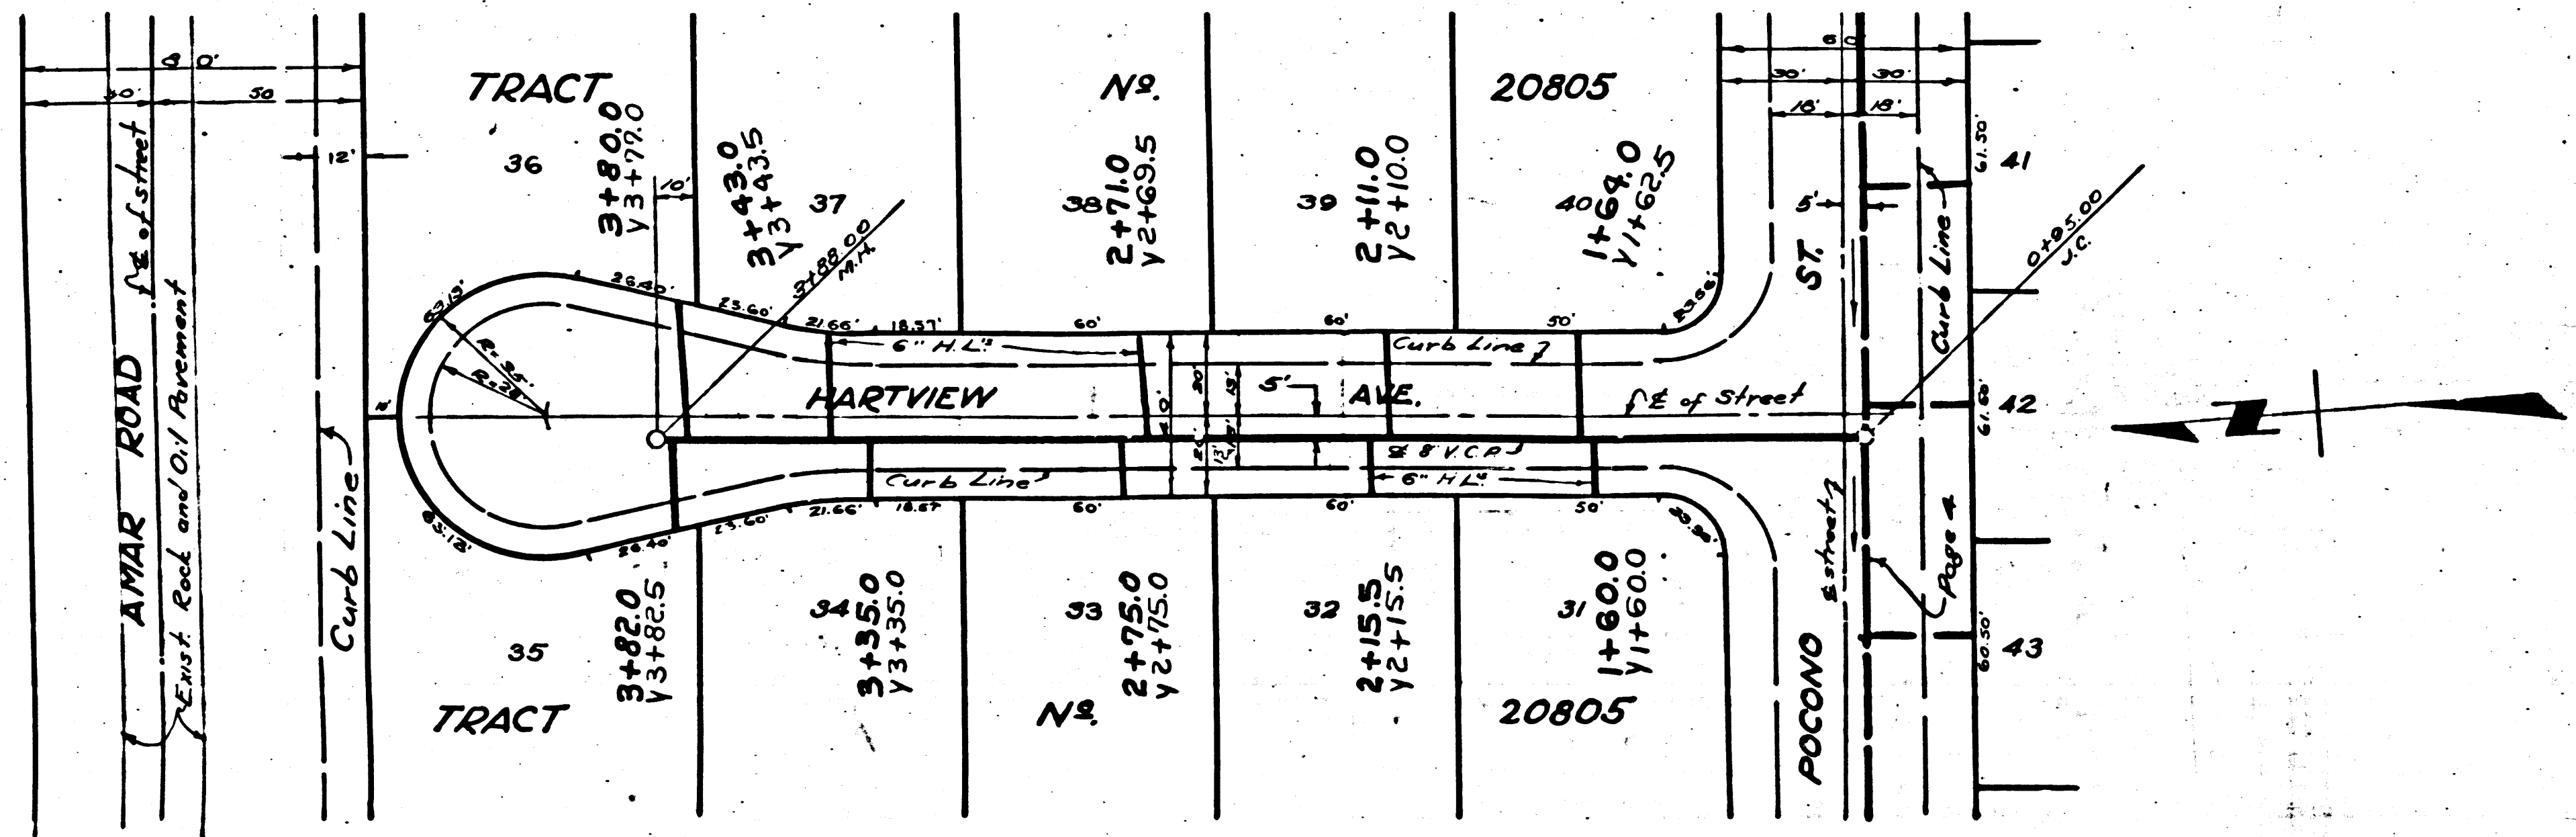 TRACT Nº. 20805
80'
40' 50
60
30' 30'
18' 18'
12'
36
3+80.0
Y3+77.0
10'
3+43.0
Y3+43.5
37
3+88.00
M.H.
38
2+71.0
Y2+69.5
39
2+11.0
Y2+10.0
40
1+64.0
Y1+62.5
5'
ST.
61.50'
41
Curb Line
0+95.00
J.C.
AMAR ROAD
℄ of street
Exist. Rock and Oil Pavement
Curb Line
26.40' 23.60' 21.66' 18.37' 60' 60' 50'
R=35'
6" H.L.s
Curb Line
HARTVIEW AVE.
40' 20' 13'
5'
℄ of Street
61.50'
42
20' 13'
℄ 8" V.C.P.
6" H.L.s
Curb Line
63.13'
26.40' 23.60' 21.66' 18.67 60' 60' 50'
℄ street
Page 4
3+82.0
Y3+82.5
35
34
3+35.0
Y3+35.0
33
2+75.0
Y2+75.0
32
2+15.5
Y2+15.5
31
1+60.0
Y1+60.0
POCONO
60.50'
43
TRACT Nº. 20805